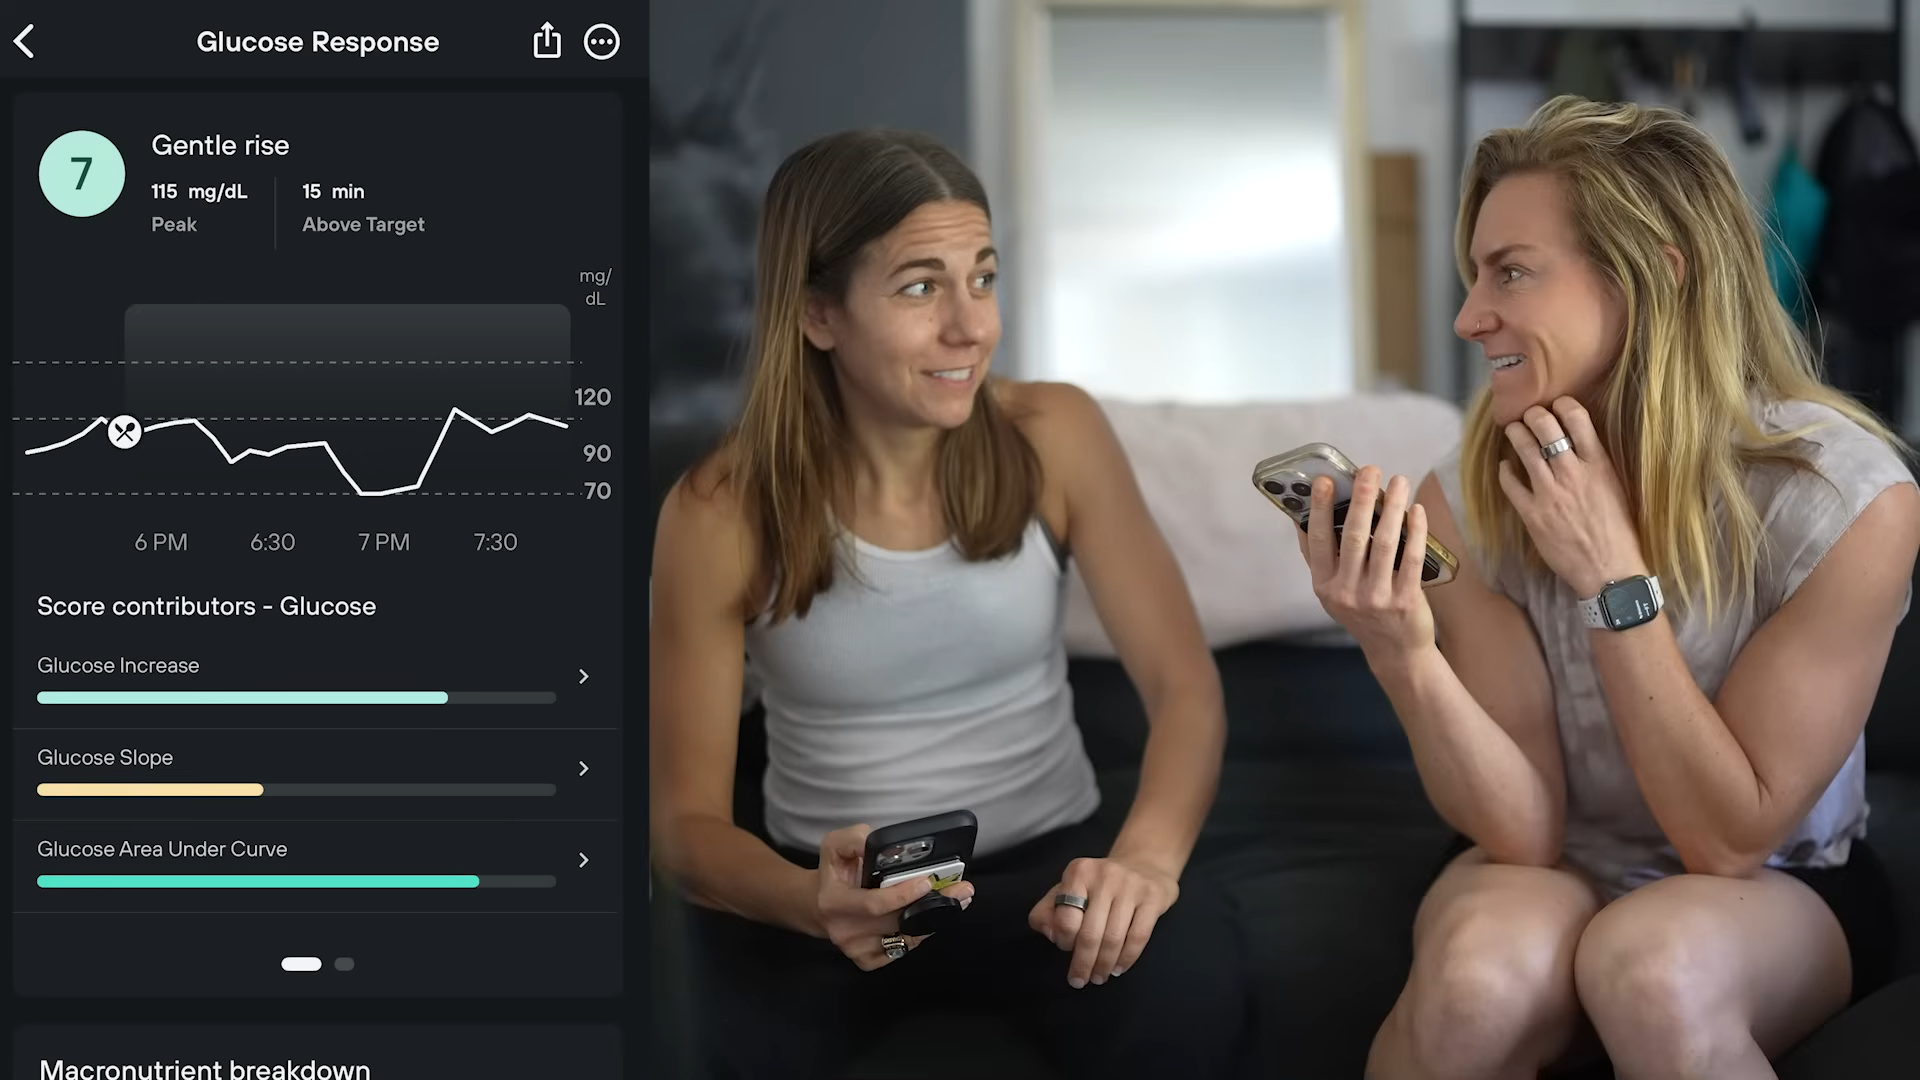 Glucose Response
7
Gentle rise
115 mg/dL
15 min
Peak
Above Target
mg/
dL
120
90
70
6 PM
6:30
7 PM
7:30
Score contributors - Glucose
Glucose Increase
Glucose Slope
Glucose Area Under Curve
Macronutrient breakdown